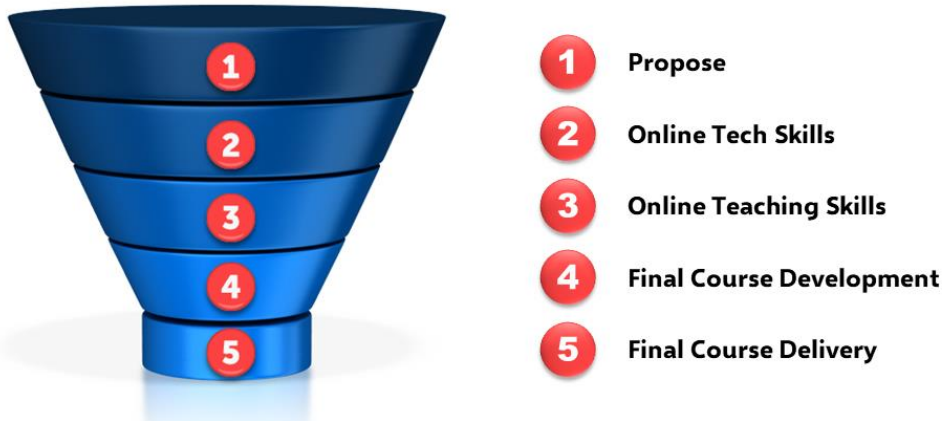 1
2
3
4
5
1 Propose
2 Online Tech Skills
3 Online Teaching Skills
4 Final Course Development
5 Final Course Delivery